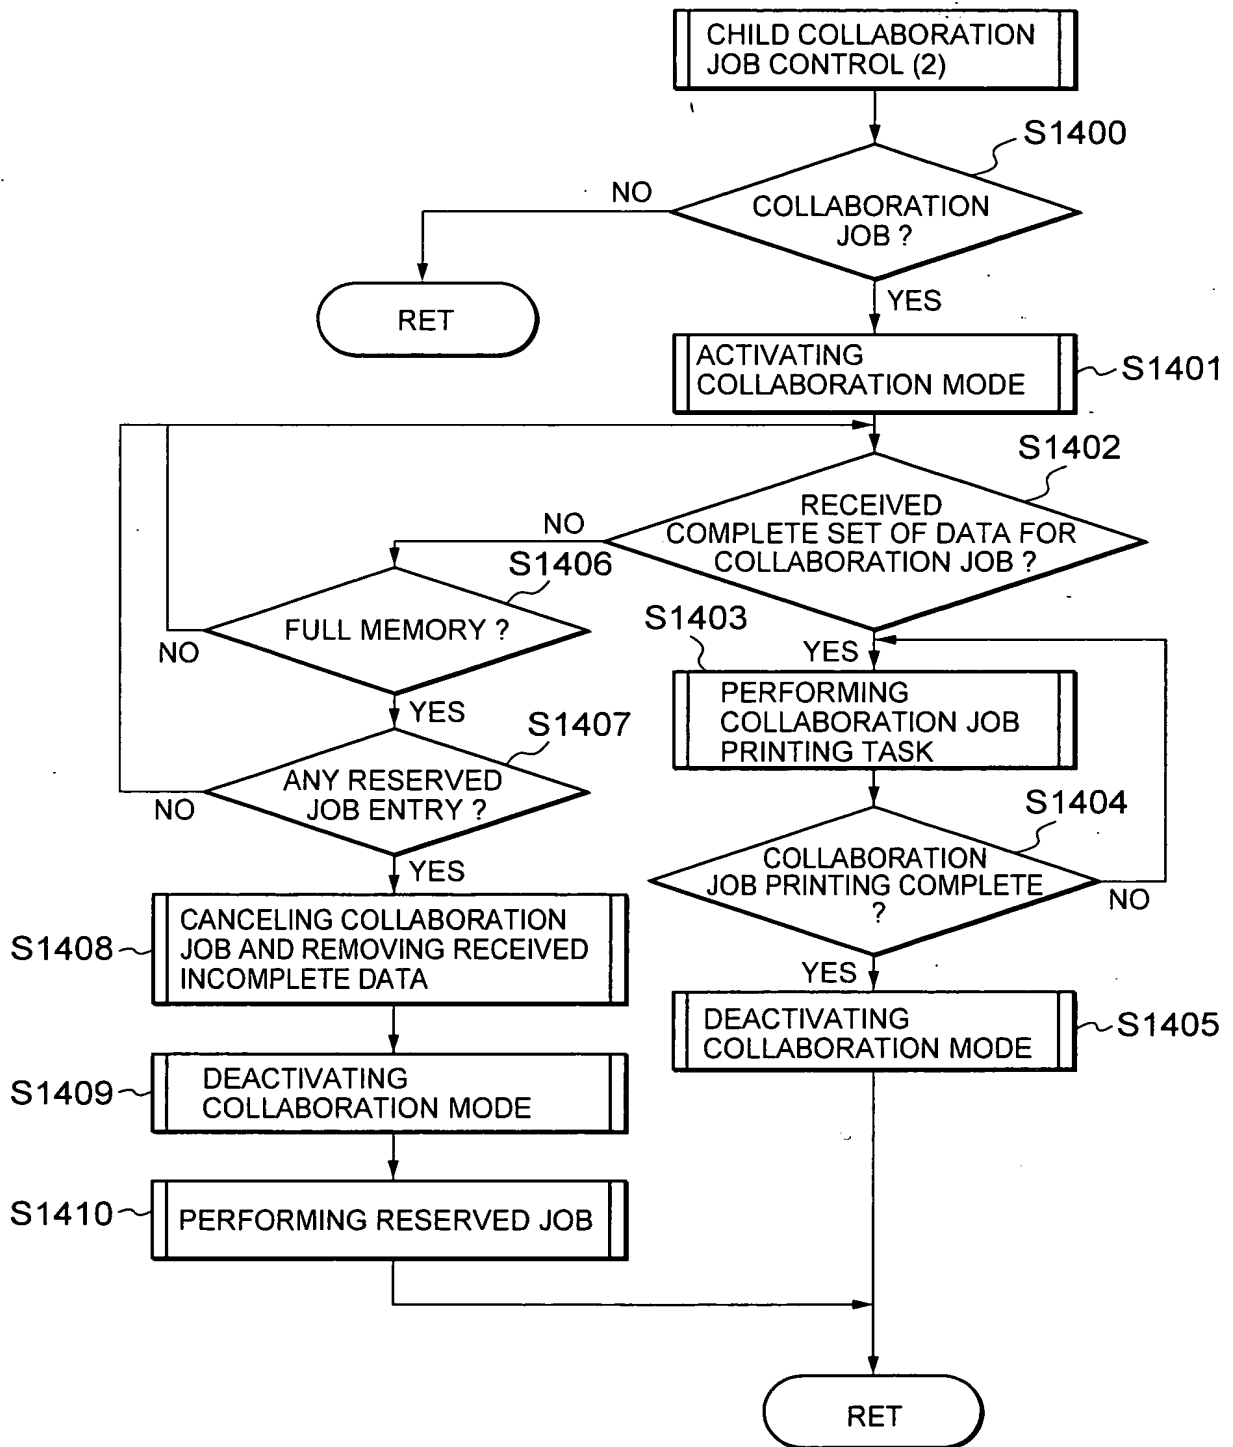 CHILD COLLABORATION
JOB CONTROL (2)
S1400
NO
COLLABORATION
JOB ?
RET
YES
ACTIVATING
COLLABORATION MODE
S1401
S1402
RECEIVED
COMPLETE SET OF DATA FOR
COLLABORATION JOB ?
NO
S1406
FULL MEMORY ?
NO
YES
S1403
YES
PERFORMING
COLLABORATION JOB
PRINTING TASK
S1407
ANY RESERVED
JOB ENTRY ?
NO
YES
S1404
COLLABORATION
JOB PRINTING COMPLETE
?
NO
YES
S1408
CANCELING COLLABORATION
JOB AND REMOVING RECEIVED
INCOMPLETE DATA
DEACTIVATING
COLLABORATION MODE
S1405
S1409
DEACTIVATING
COLLABORATION MODE
S1410
PERFORMING RESERVED JOB
RET